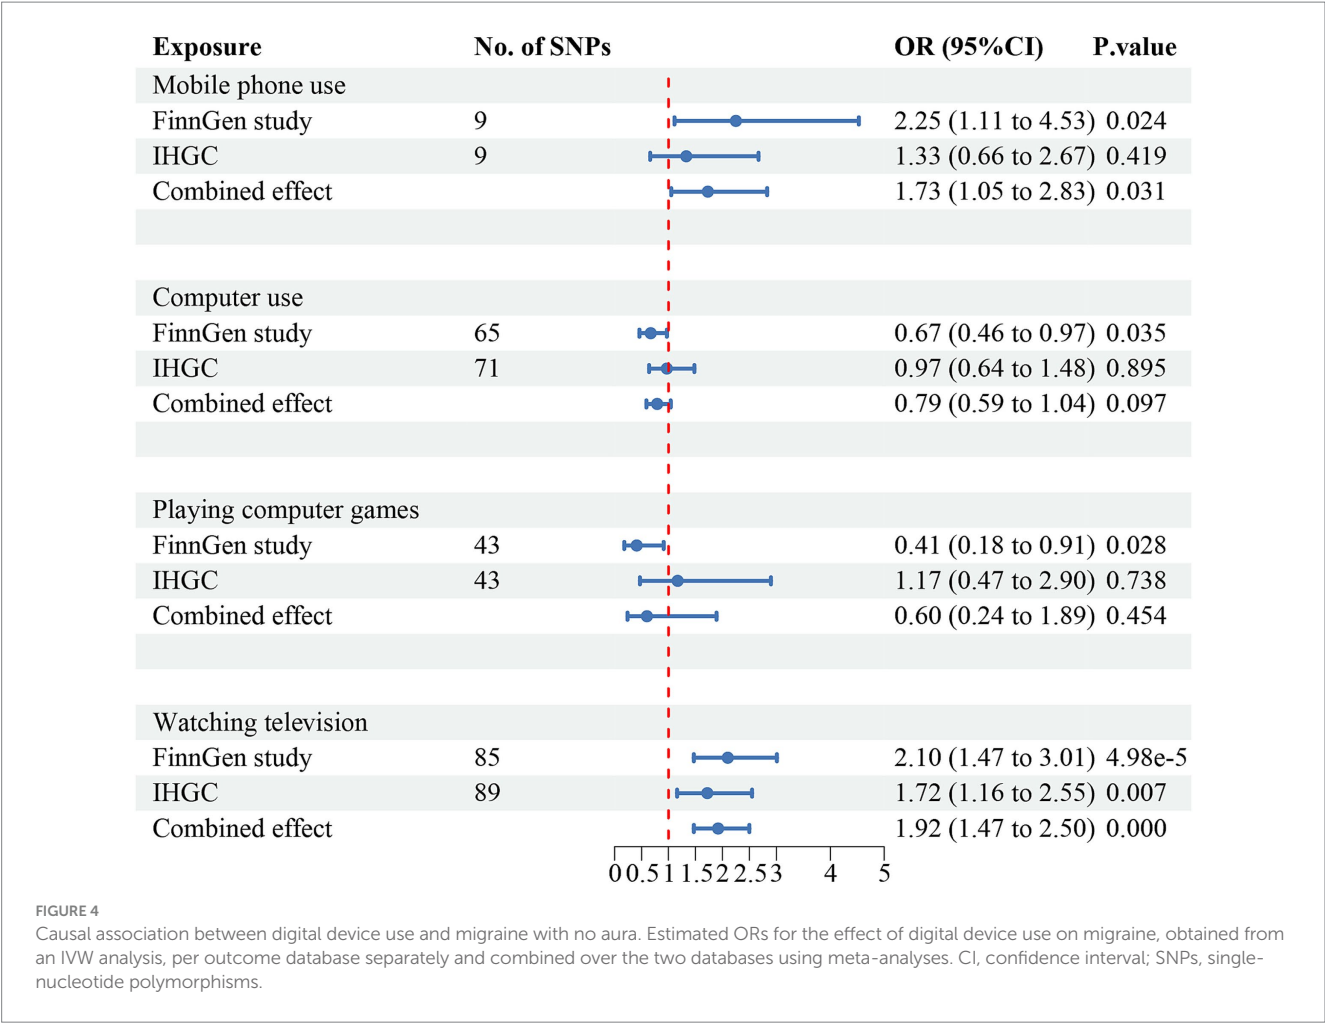 Exposure No. of SNPs OR (95%CI) P.value
Mobile phone use
FinnGen study 9 2.25 (1.11 to 4.53) 0.024
IHGC 9 1.33 (0.66 to 2.67) 0.419
Combined effect 1.73 (1.05 to 2.83) 0.031
Computer use
FinnGen study 65 0.67 (0.46 to 0.97) 0.035
IHGC 71 0.97 (0.64 to 1.48) 0.895
Combined effect 0.79 (0.59 to 1.04) 0.097
Playing computer games
FinnGen study 43 0.41 (0.18 to 0.91) 0.028
IHGC 43 1.17 (0.47 to 2.90) 0.738
Combined effect 0.60 (0.24 to 1.89) 0.454
Watching television
FinnGen study 85 2.10 (1.47 to 3.01) 4.98e-5
IHGC 89 1.72 (1.16 to 2.55) 0.007
Combined effect 1.92 (1.47 to 2.50) 0.000
0 0.5 1 1.5 2 2.5 3 4 5
FIGURE 4
Causal association between digital device use and migraine with no aura. Estimated ORs for the effect of digital device use on migraine, obtained from
an IVW analysis, per outcome database separately and combined over the two databases using meta-analyses. CI, confidence interval; SNPs, single-
nucleotide polymorphisms.